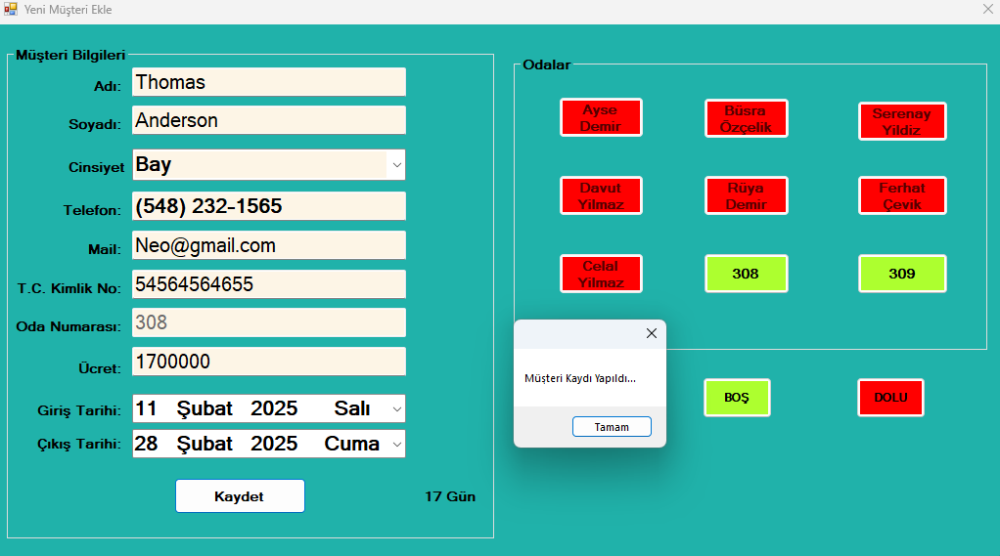 Yeni Müşteri Ekle
Müşteri Bilgileri
Adı: Thomas
Soyadı: Anderson
Cinsiyet Bay
Telefon: (548) 232-1565
Mail: Neo@gmail.com
T.C. Kimlik No: 54564564655
Oda Numarası: 308
Ücret: 1700000
Giriş Tarihi: 11 Şubat 2025 Salı
Çıkış Tarihi: 28 Şubat 2025 Cuma
Kaydet
17 Gün
Odalar
Ayse
Demir
Büsra
Özçelik
Serenay
Yildiz
Davut
Yilmaz
Rüya
Demir
Ferhat
Çevik
Celal
Yilmaz
308
309
Müşteri Kaydı Yapıldı...
Tamam
BOŞ
DOLU